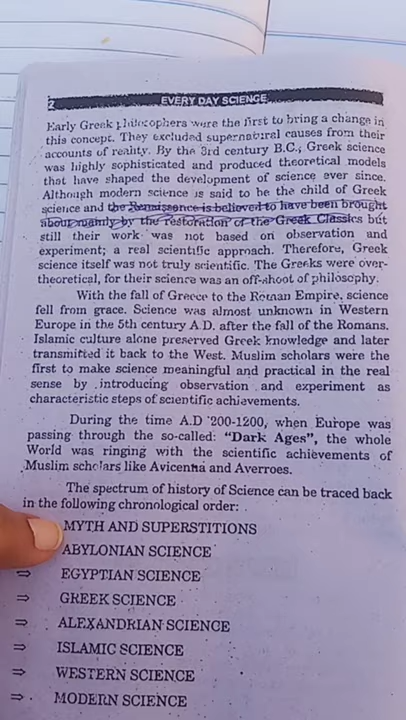 2
EVERY DAY SCIENCE
Early Greek philosophers were the first to bring a change in
this concept. They excluded supernatural causes from their
accounts of reality. By the 3rd century B.C., Greek science
was highly sophisticated and produced theoretical models
that have shaped the development of science ever since.
Although modern science is said to be the child of Greek
science and the Renaissance is believed to have been brought
about mainly by the restoration of the Greek Classics but
still their work was not based on observation and
experiment; a real scientific approach. Therefore, Greek
science itself was not truly scientific. The Greeks were over-
theoretical, for their science was an off-shoot of philosophy.
With the fall of Greece to the Roman Empire, science
fell from grace. Science was almost unknown in Western
Europe in the 5th century A.D. after the fall of the Romans.
Islamic culture alone preserved Greek knowledge and later
transmitted it back to the West. Muslim scholars were the
first to make science meaningful and practical in the real
sense by introducing observation and experiment as
characteristic steps of scientific achievements.
During the time A.D 200-1200, when Europe was
passing through the so-called: "Dark Ages", the whole
World was ringing with the scientific achievements of
Muslim scholars like Avicenna and Averroes.
The spectrum of history of Science can be traced back
in the following chronological order:
MYTH AND SUPERSTITIONS
ABYLONIAN SCIENCE
⇒ EGYPTIAN SCIENCE
⇒ GREEK SCIENCE
⇒ ALEXANDRIAN SCIENCE
⇒ ISLAMIC SCIENCE
⇒ WESTERN SCIENCE
⇒ MODERN SCIENCE